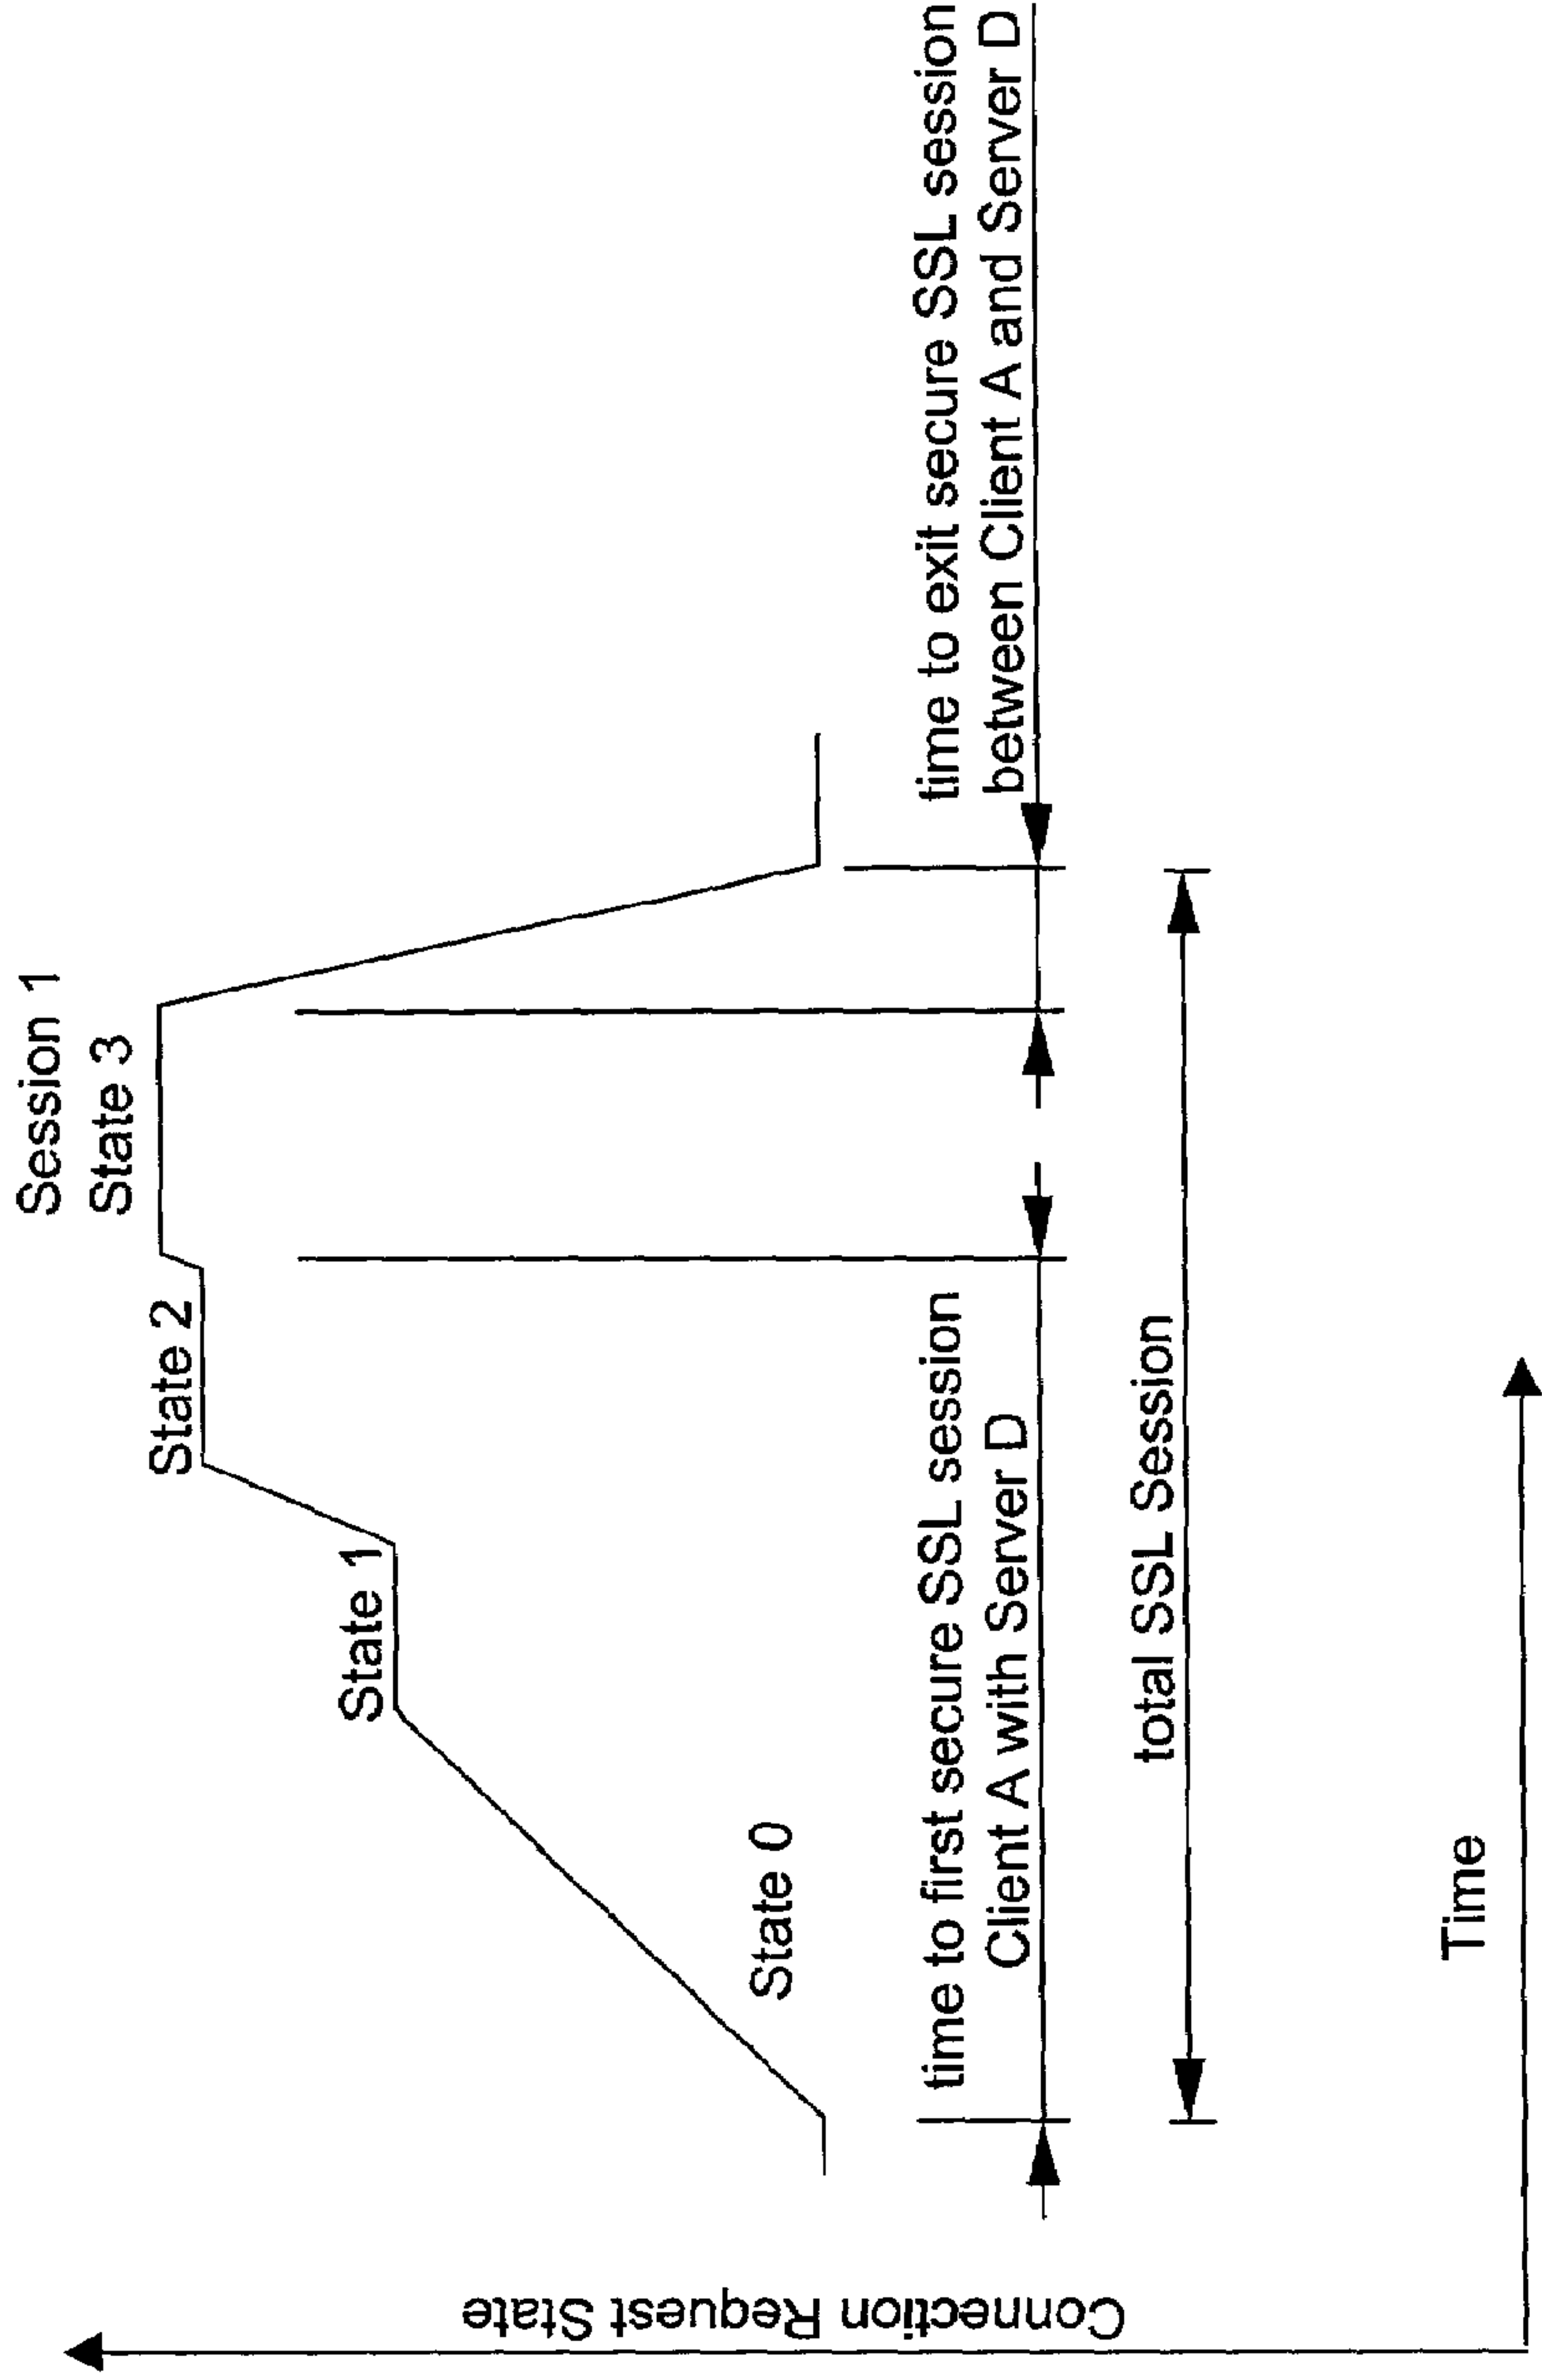 Session 1
State 3
State 2
State 1
State 0
time to first secure SSL session
Client A with Server D
time to exit secure SSL session
between Client A and Server D
total SSL Session
Time
Connection Request State